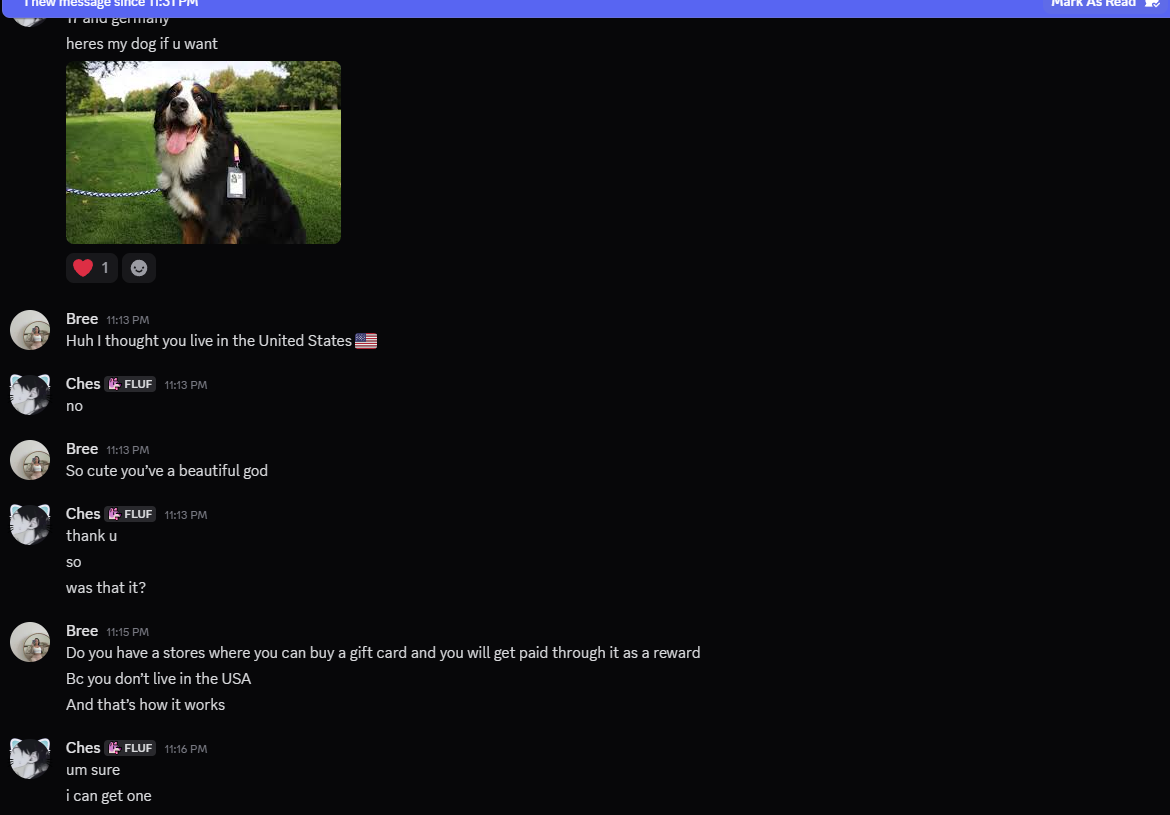 1 new message since 11:31 PM
Mark As Read
17 and germany
heres my dog if u want
1
Bree 11:13 PM
Huh I thought you live in the United States 🇺🇸
Ches FLUF 11:13 PM
no
Bree 11:13 PM
So cute you’ve a beautiful god
Ches FLUF 11:13 PM
thank u
so
was that it?
Bree 11:15 PM
Do you have a stores where you can buy a gift card and you will get paid through it as a reward
Bc you don’t live in the USA
And that’s how it works
Ches FLUF 11:16 PM
um sure
i can get one